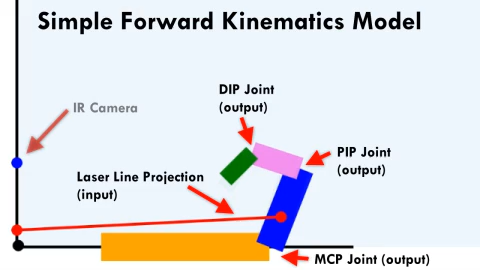 Simple Forward Kinematics Model
DIP Joint
(output)
IR Camera
PIP Joint
(output)
Laser Line Projection
(input)
MCP Joint (output)